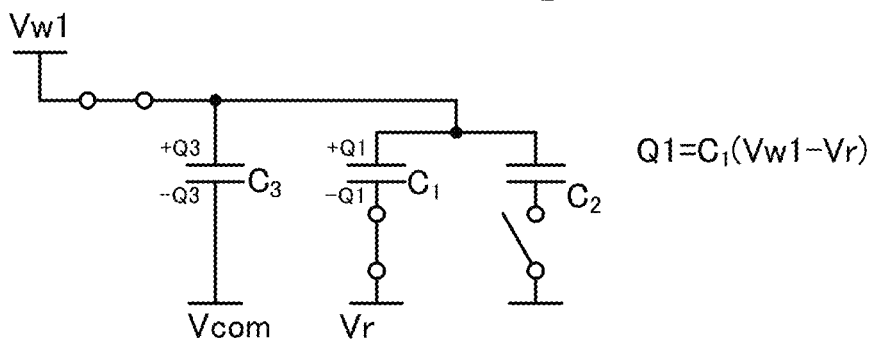 Vw1
+Q3
-Q3
C₃
+Q1
-Q1
C₁
C₂
Q1=C₁(Vw1-Vr)
Vcom
Vr